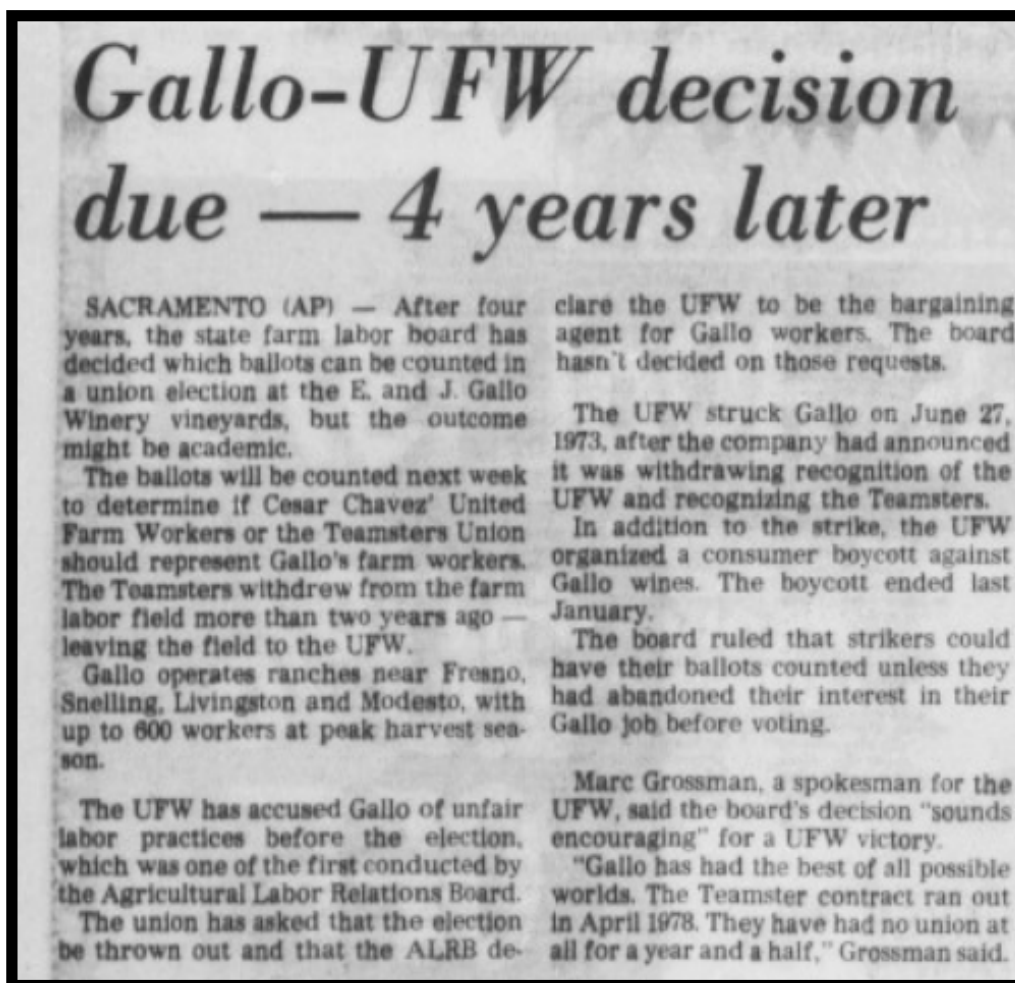 Gallo-UFW decision
due — 4 years later
SACRAMENTO (AP) — After four
years, the state farm labor board has
decided which ballots can be counted in
a union election at the E. and J. Gallo
Winery vineyards, but the outcome
might be academic.
The ballots will be counted next week
to determine if Cesar Chavez' United
Farm Workers or the Teamsters Union
should represent Gallo's farm workers.
The Teamsters withdrew from the farm
labor field more than two years ago —
leaving the field to the UFW.
Gallo operates ranches near Fresno,
Snelling, Livingston and Modesto, with
up to 600 workers at peak harvest sea-
son.
The UFW has accused Gallo of unfair
labor practices before the election,
which was one of the first conducted by
the Agricultural Labor Relations Board.
The union has asked that the election
be thrown out and that the ALRB de-
clare the UFW to be the bargaining
agent for Gallo workers. The board
hasn't decided on those requests.
The UFW struck Gallo on June 27,
1973, after the company had announced
it was withdrawing recognition of the
UFW and recognizing the Teamsters.
In addition to the strike, the UFW
organized a consumer boycott against
Gallo wines. The boycott ended last
January.
The board ruled that strikers could
have their ballots counted unless they
had abandoned their interest in their
Gallo job before voting.
Marc Grossman, a spokesman for the
UFW, said the board's decision "sounds
encouraging" for a UFW victory.
"Gallo has had the best of all possible
worlds. The Teamster contract ran out
in April 1978. They have had no union at
all for a year and a half," Grossman said.